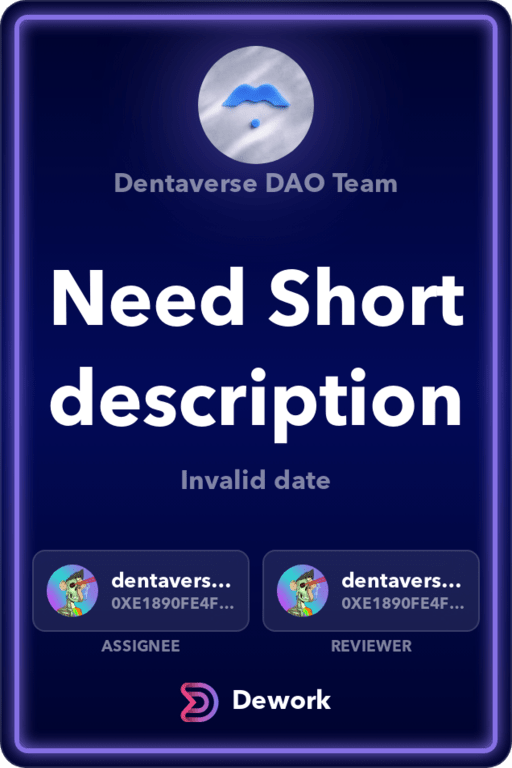 Dentaverse DAO Team
Need Short
description
Invalid date
dentavers... dentavers...
0XE1890FE4F... 0XE1890FE4F...
ASSIGNEE REVIEWER
Dework